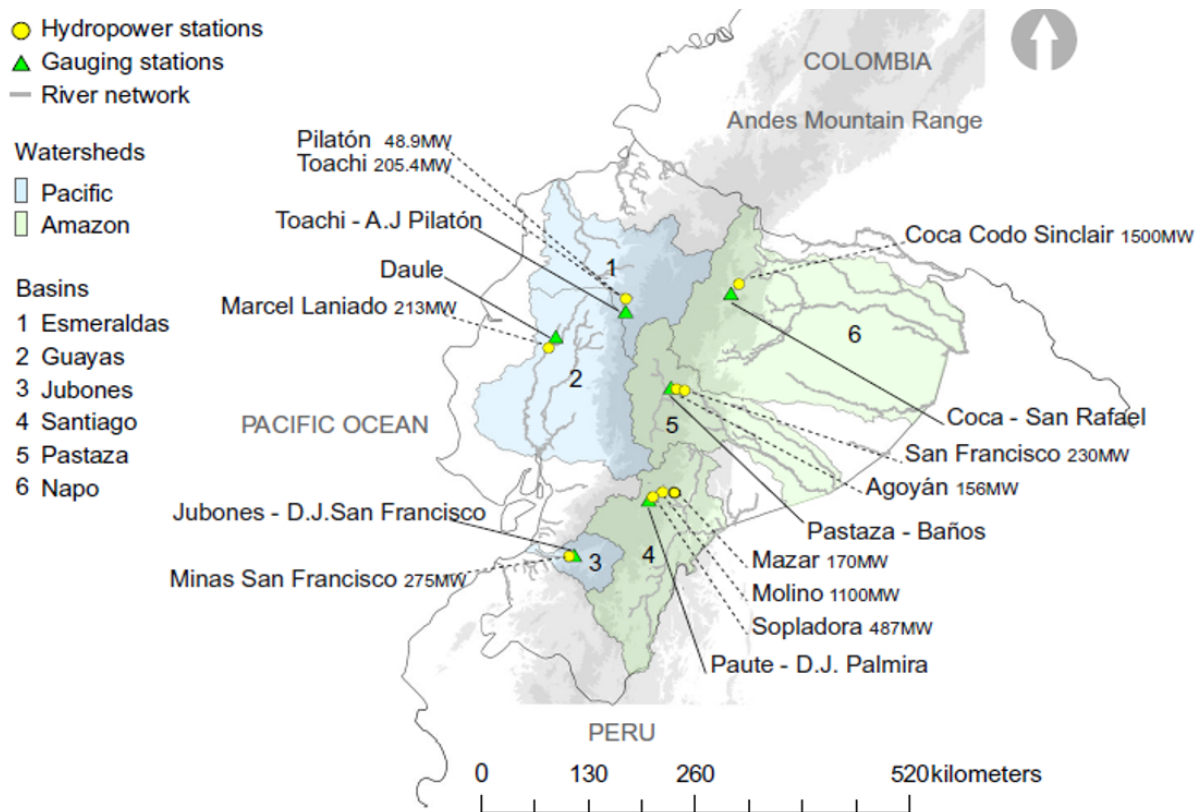 Hydropower stations
Gauging stations
River network
Watersheds
Pacific
Amazon
Basins
1 Esmeraldas
2 Guayas
3 Jubones
4 Santiago
5 Pastaza
6 Napo
COLOMBIA
Andes Mountain Range
Pilatón 48.9MW
Toachi 205.4MW
Toachi - A.J Pilatón
Daule
Marcel Laniado 213MW
PACIFIC OCEAN
Jubones - D.J.San Francisco
Minas San Francisco 275MW
Coca Codo Sinclair 1500MW
Coca - San Rafael
San Francisco 230MW
Agoyán 156MW
Pastaza - Baños
Mazar 170MW
Molino 1100MW
Sopladora 487MW
Paute - D.J. Palmira
1
2
3
4
5
6
PERU
0 130 260 520 kilometers